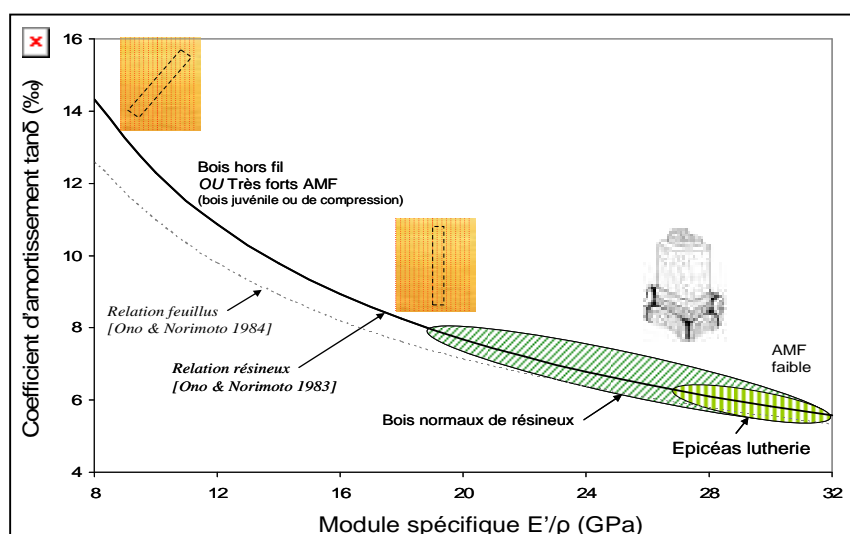 16
14
12
10
8
6
4
Coefficient d'amortissement tanδ (‰)
Bois hors fil
OU Très forts AMF
(bois juvénile ou de compression)
Relation feuillus
[Ono & Norimoto 1984]
Relation résineux
[Ono & Norimoto 1983]
AMF
faible
Bois normaux de résineux
Epicéas lutherie
8
12
16
20
24
28
32
Module spécifique E'/ρ (GPa)